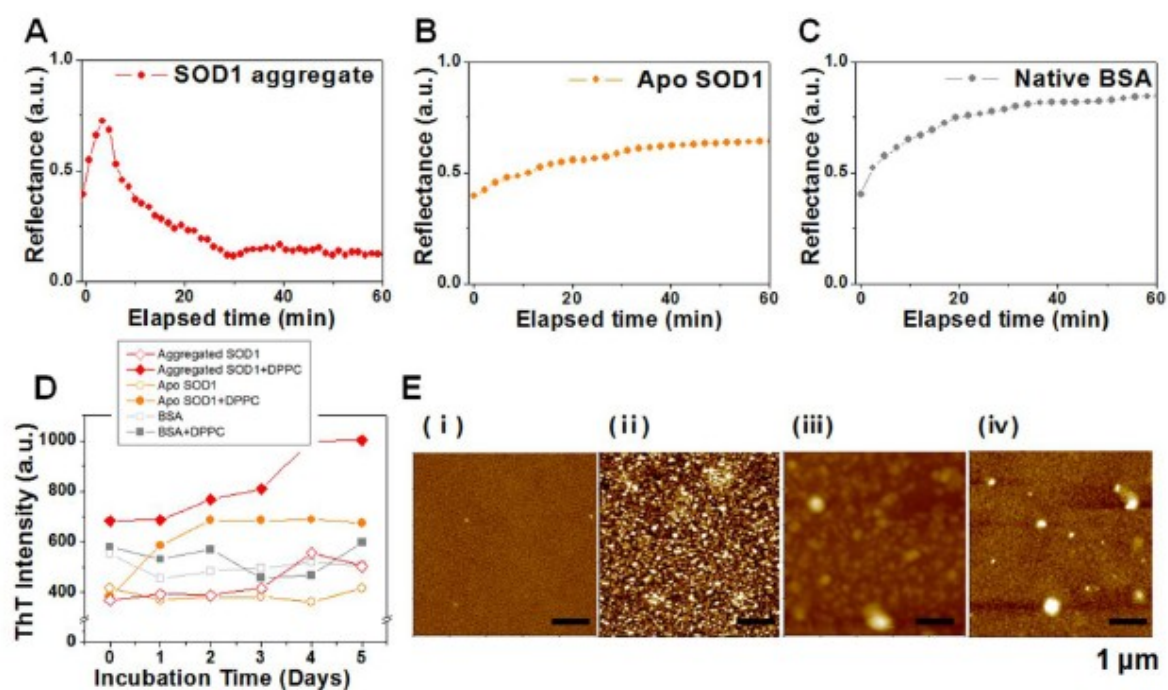 A
1.0
0.5
0.0
Reflectance (a.u.)
SOD1 aggregate
0 20 40 60
Elapsed time (min)
B
1.0
0.5
0.0
Reflectance (a.u.)
Apo SOD1
0 20 40 60
Elapsed time (min)
C
1.0
0.5
0.0
Reflectance (a.u.)
Native BSA
0 20 40 60
Elapsed time (min)
D
Aggregated SOD1
Aggregated SOD1+DPPC
Apo SOD1
Apo SOD1+DPPC
BSA
BSA+DPPC
1000
800
600
400
0
ThT Intensity (a.u.)
0 1 2 3 4 5
Incubation Time (Days)
E
(i) (ii) (iii) (iv)
1 µm